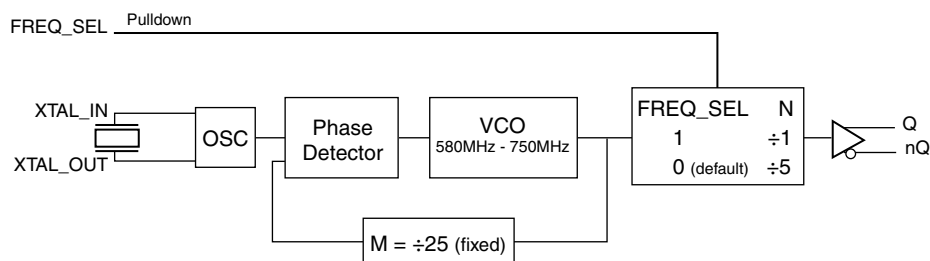 FREQ_SEL Pulldown
XTAL_IN
XTAL_OUT
OSC
Phase
Detector
VCO
580MHz - 750MHz
FREQ_SEL N
1 ÷1
0 (default) ÷5
Q
nQ
M = ÷25 (fixed)